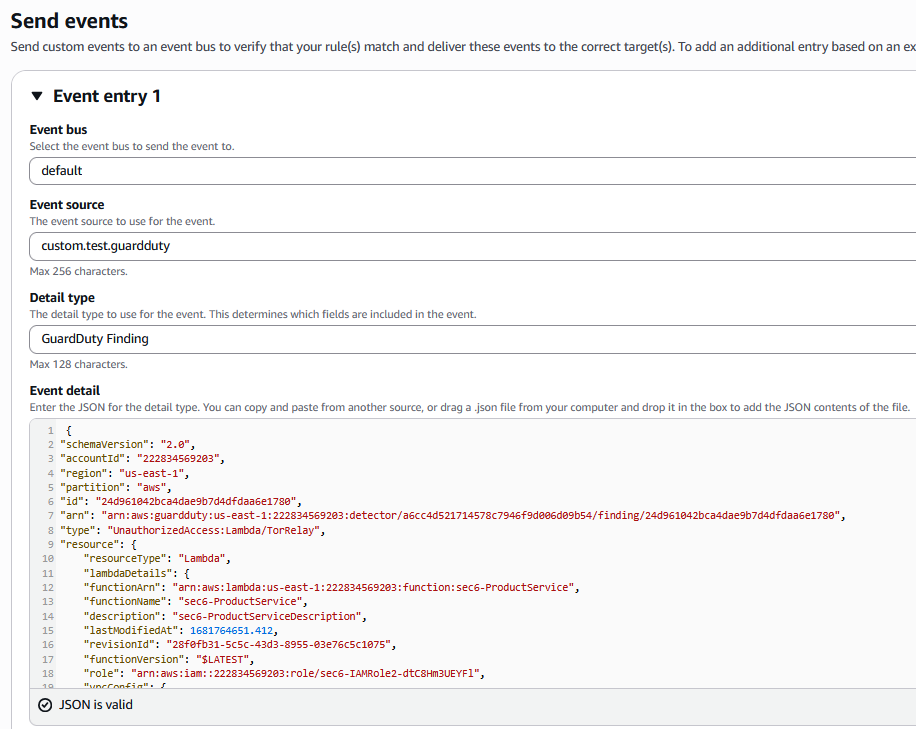 Send events
Send custom events to an event bus to verify that your rule(s) match and deliver these events to the correct target(s). To add an additional entry based on an ex
▼ Event entry 1
Event bus
Select the event bus to send the event to.
default
Event source
The event source to use for the event.
custom.test.guardduty
Max 256 characters.
Detail type
The detail type to use for the event. This determines which fields are included in the event.
GuardDuty Finding
Max 128 characters.
Event detail
Enter the JSON for the detail type. You can copy and paste from another source, or drag a .json file from your computer and drop it in the box to add the JSON contents of the file.
1 {
2 "schemaVersion": "2.0",
3 "accountId": "222834569203",
4 "region": "us-east-1",
5 "partition": "aws",
6 "id": "24d961042bca4dae9b7d4dfdaa6e1780",
7 "arn": "arn:aws:guardduty:us-east-1:222834569203:detector/a6cc4d521714578c7946f9d006d09b54/finding/24d961042bca4dae9b7d4dfdaa6e1780",
8 "type": "UnauthorizedAccess:Lambda/TorRelay",
9 "resource": {
10 "resourceType": "Lambda",
11 "lambdaDetails": {
12 "functionArn": "arn:aws:lambda:us-east-1:222834569203:function:sec6-ProductService",
13 "functionName": "sec6-ProductService",
14 "description": "sec6-ProductServiceDescription",
15 "lastModifiedAt": 1681764651.412,
16 "revisionId": "28f0fb31-5c5c-43d3-8955-03e76c5c1075",
17 "functionVersion": "$LATEST",
18 "role": "arn:aws:iam::222834569203:role/sec6-IAMRole2-dtC8Hm3UEYFl",
19 "vpcConfig": {
JSON is valid